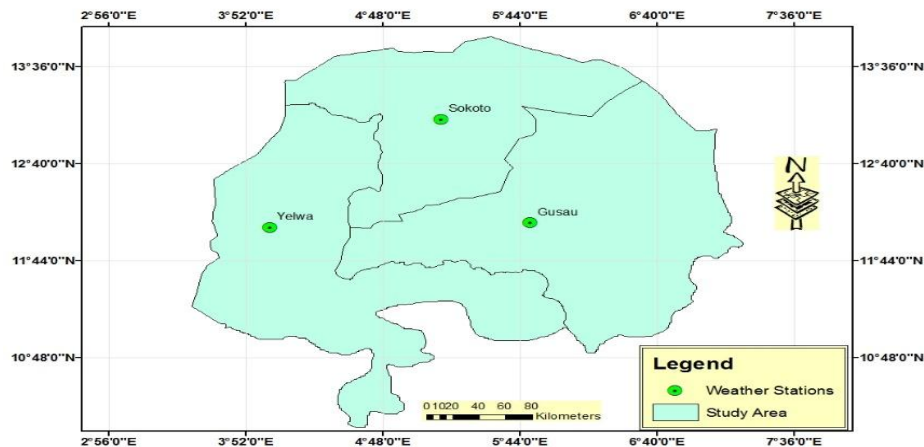 2°56'0"E 3°52'0"E 4°48'0"E 5°44'0"E 6°40'0"E 7°36'0"E
13°36'0"N 13°36'0"N
Sokoto
12°40'0"N 12°40'0"N
N
Yelwa Gusau
11°44'0"N 11°44'0"N
10°48'0"N 10°48'0"N
Legend
Weather Stations
Study Area
0 10 20 40 60 80
Kilometers
2°56'0"E 3°52'0"E 4°48'0"E 5°44'0"E 6°40'0"E 7°36'0"E